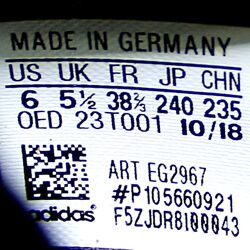 MADE IN GERMANY
US UK FR JP CHN
6 5½ 38⅔ 240 235
OED 23T001 10/18
ART EG2967
#P105660921
adidas F5ZJDR8I00043